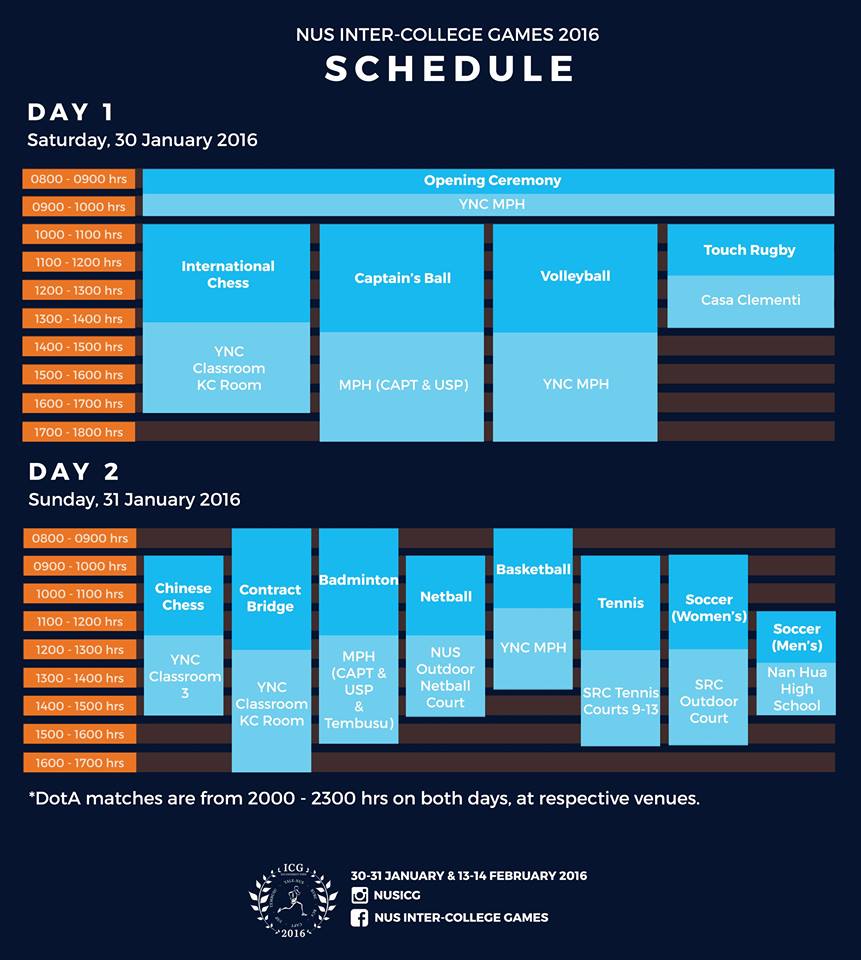 NUS INTER-COLLEGE GAMES 2016
SCHEDULE
DAY 1
Saturday, 30 January 2016
0800 - 0900 hrs
Opening Ceremony
0900 - 1000 hrs
YNC MPH
1000 - 1100 hrs
1100 - 1200 hrs
1200 - 1300 hrs
1300 - 1400 hrs
1400 - 1500 hrs
1500 - 1600 hrs
1600 - 1700 hrs
1700 - 1800 hrs
International
Chess
YNC
Classroom
KC Room
Captain's Ball
MPH (CAPT & USP)
Volleyball
YNC MPH
Touch Rugby
Casa Clementi
DAY 2
Sunday, 31 January 2016
0800 - 0900 hrs
0900 - 1000 hrs
1000 - 1100 hrs
1100 - 1200 hrs
1200 - 1300 hrs
1300 - 1400 hrs
1400 - 1500 hrs
1500 - 1600 hrs
1600 - 1700 hrs
Chinese
Chess
YNC
Classroom
3
Contract
Bridge
YNC
Classroom
KC Room
Badminton
MPH
(CAPT &
USP
&
Tembusu)
Netball
NUS
Outdoor
Netball
Court
Basketball
YNC MPH
Tennis
SRC Tennis
Courts 9-13
Soccer
(Women's)
SRC
Outdoor
Court
Soccer
(Men's)
Nan Hua
High
School
*DotA matches are from 2000 - 2300 hrs on both days, at respective venues.
ICG
2016
30-31 JANUARY & 13-14 FEBRUARY 2016
NUSICG
NUS INTER-COLLEGE GAMES